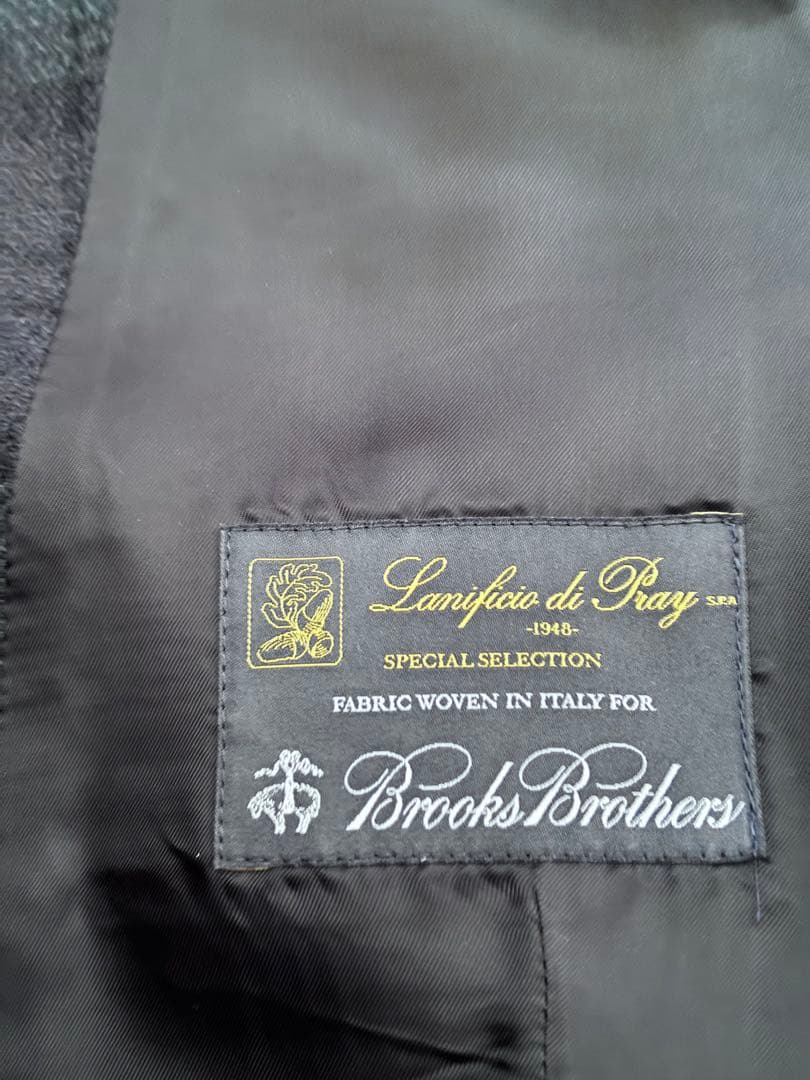 Lanificio di Pray S.P.A
-1948-
SPECIAL SELECTION
FABRIC WOVEN IN ITALY FOR
Brooks Brothers